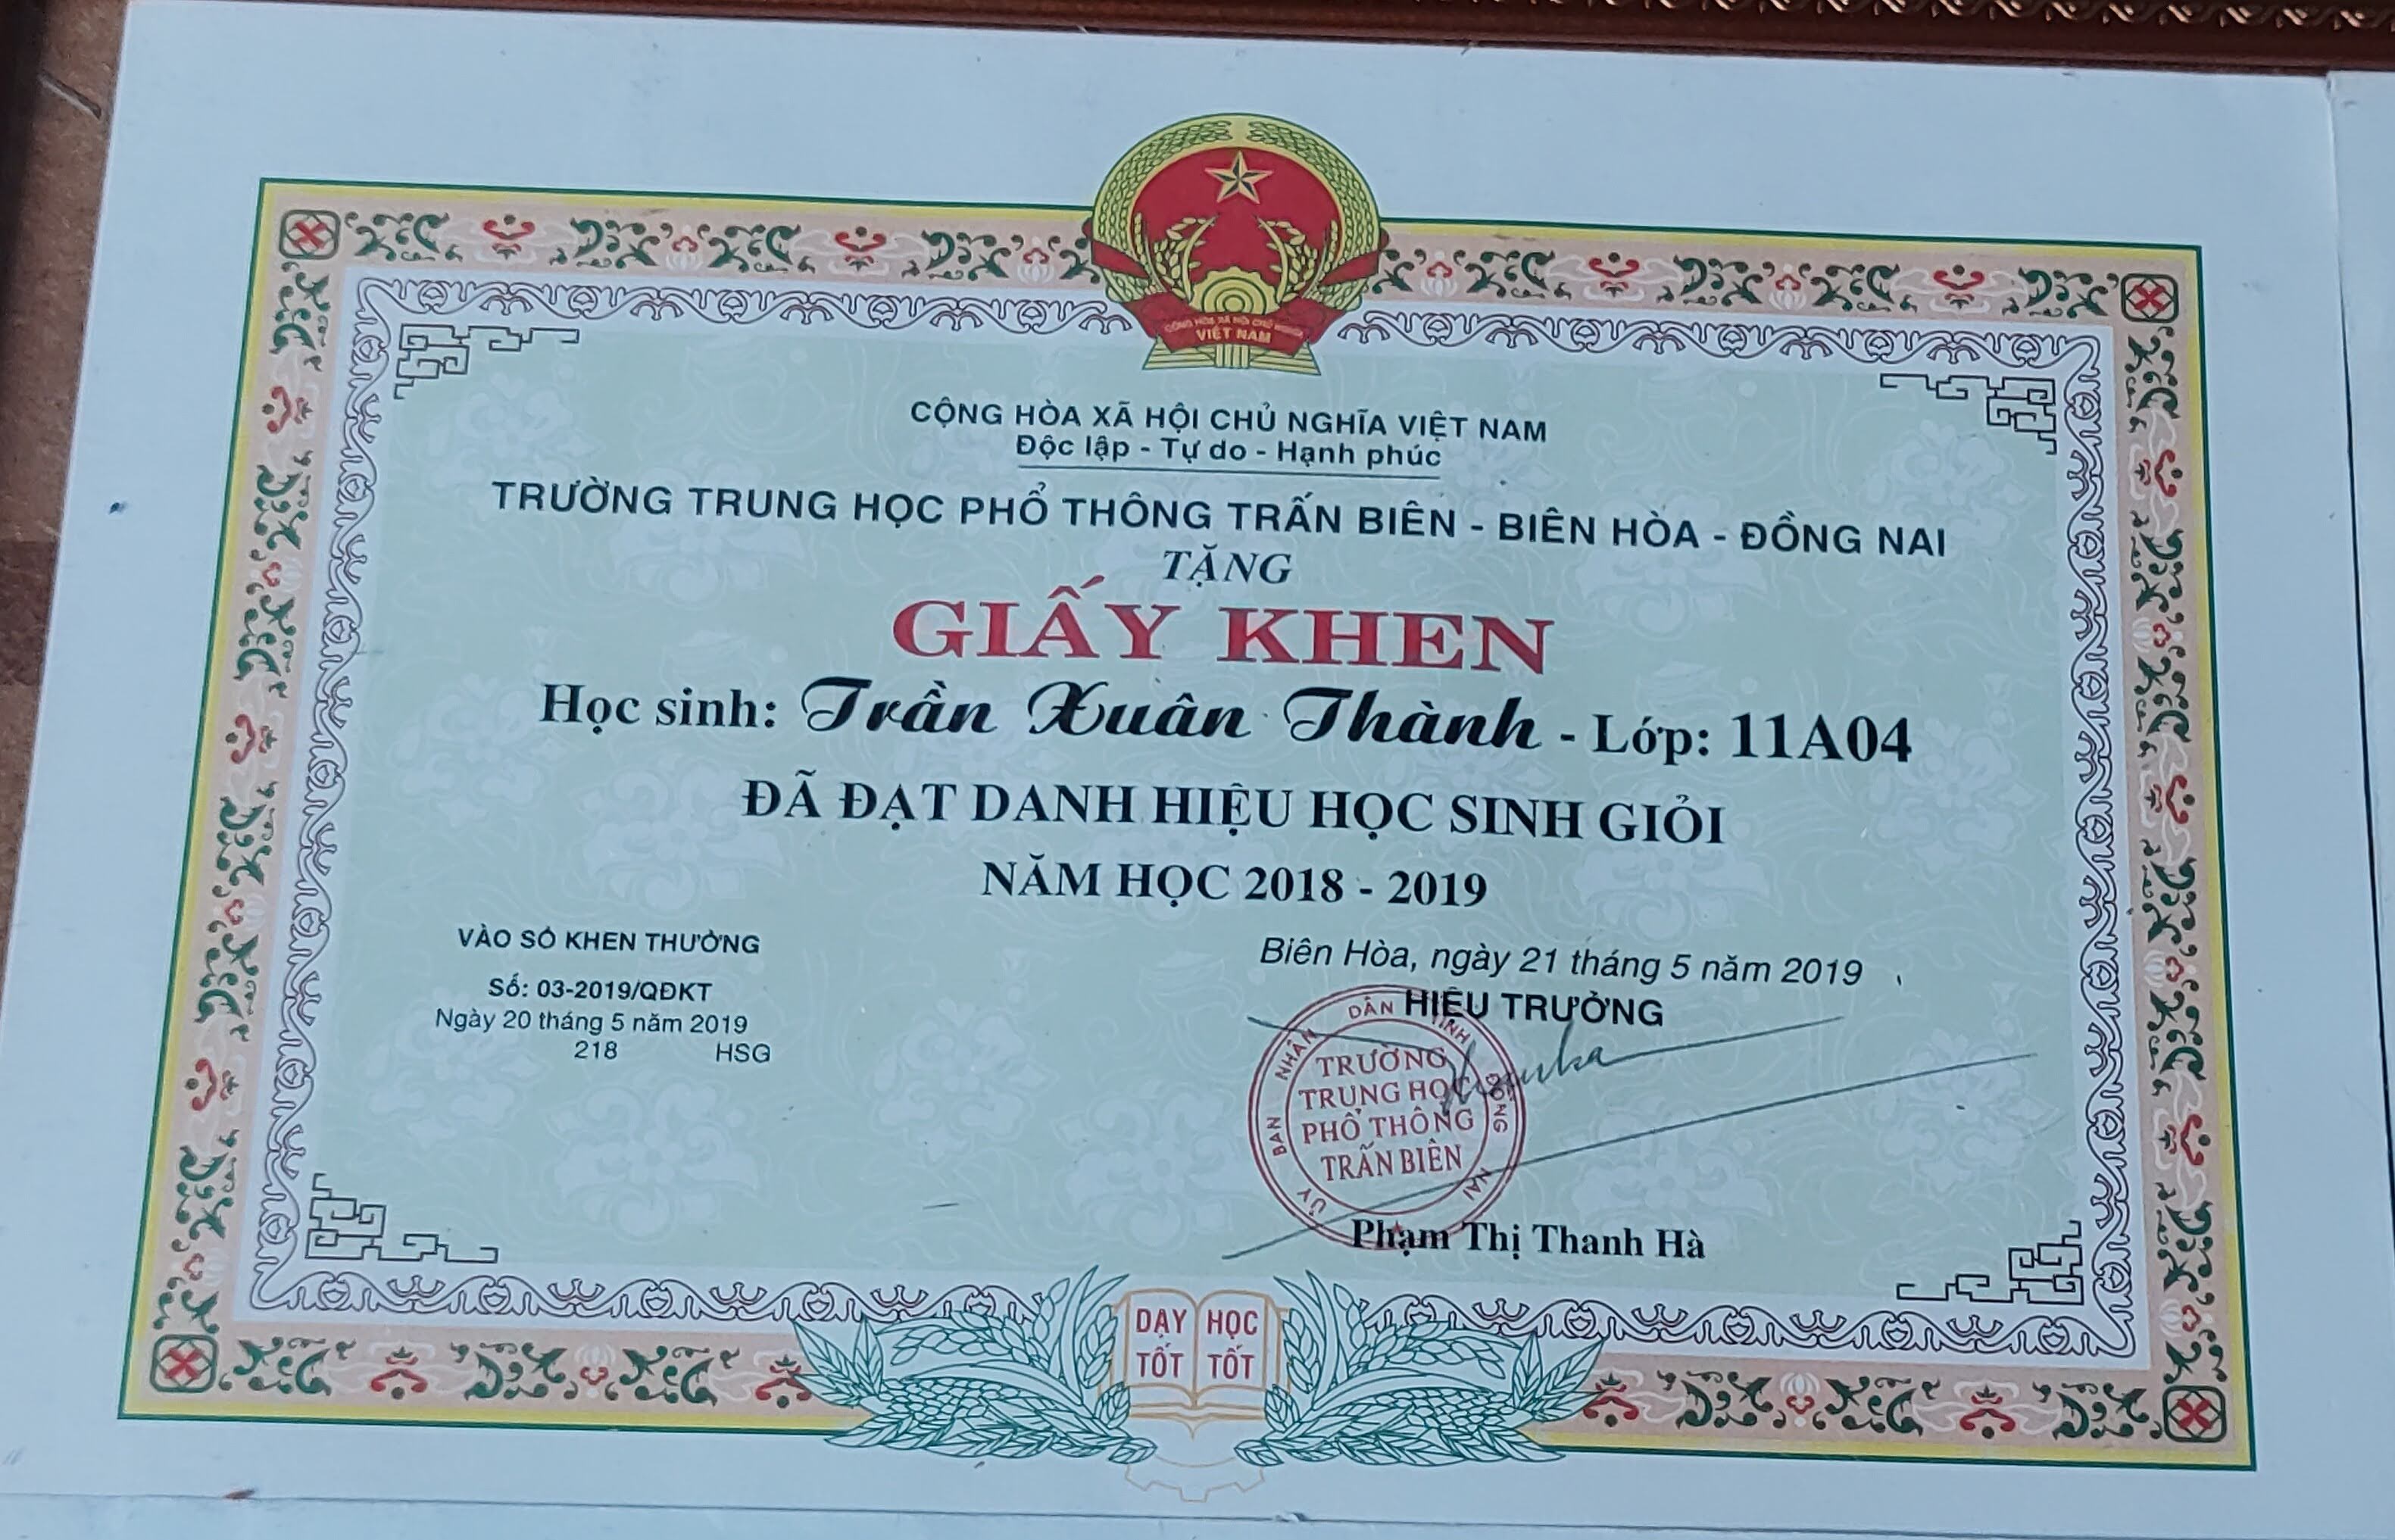 CỘNG HÒA XÃ HỘI CHỦ NGHĨA
VIỆT NAM
CỘNG HÒA XÃ HỘI CHỦ NGHĨA VIỆT NAM
Độc lập - Tự do - Hạnh phúc
TRƯỜNG TRUNG HỌC PHỔ THÔNG TRẤN BIÊN - BIÊN HÒA - ĐỒNG NAI
TẶNG
GIẤY KHEN
Học sinh: Trần Xuân Thành - Lớp: 11A04
ĐÃ ĐẠT DANH HIỆU HỌC SINH GIỎI
NĂM HỌC 2018 - 2019
VÀO SỔ KHEN THƯỞNG
Số: 03-2019/QĐKT
Ngày 20 tháng 5 năm 2019
218 HSG
Biên Hòa, ngày 21 tháng 5 năm 2019
HIỆU TRƯỞNG
ỦY BAN NHÂN DÂN TỈNH ĐỒNG NAI
TRƯỜNG
TRUNG HỌC
PHỔ THÔNG
TRẤN BIÊN
Phạm Thị Thanh Hà
DẠY TỐT
HỌC TỐT